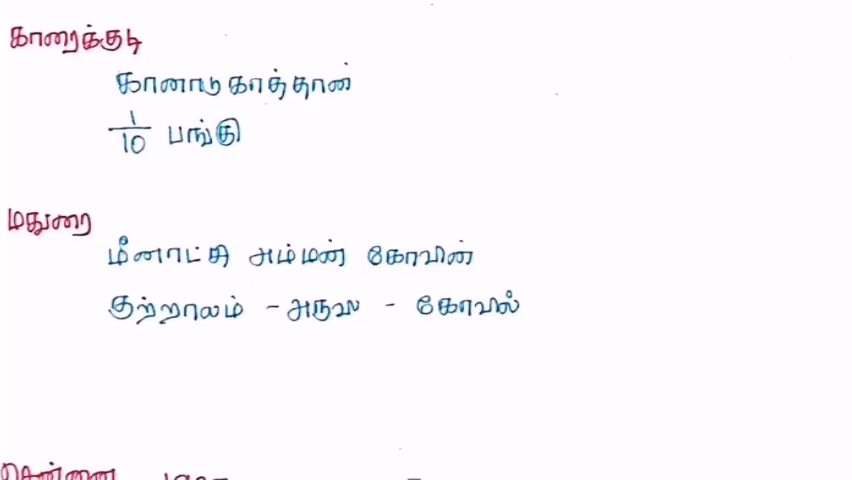 காரைக்குடி
கானாடுகாத்தான்
1/10 பங்கு
மதுரை
மீனாட்சி அம்மன் கோவின்
குற்றாலம் - அருவி - கோவில்
சென்னை